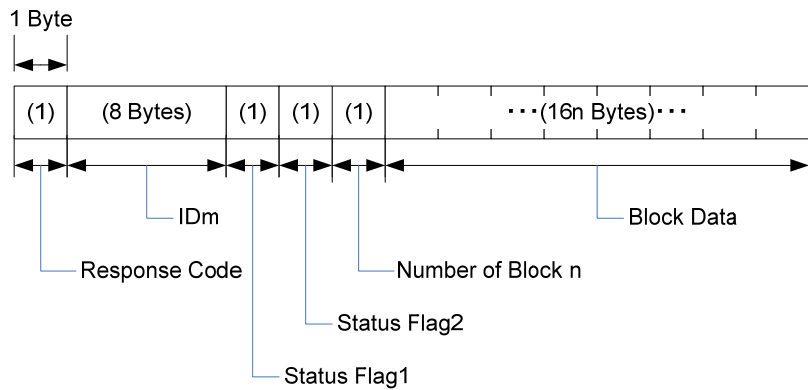 1 Byte
(1) (8 Bytes) (1) (1) (1) ···(16n Bytes)···
IDm Block Data
Response Code Number of Block n
Status Flag2
Status Flag1